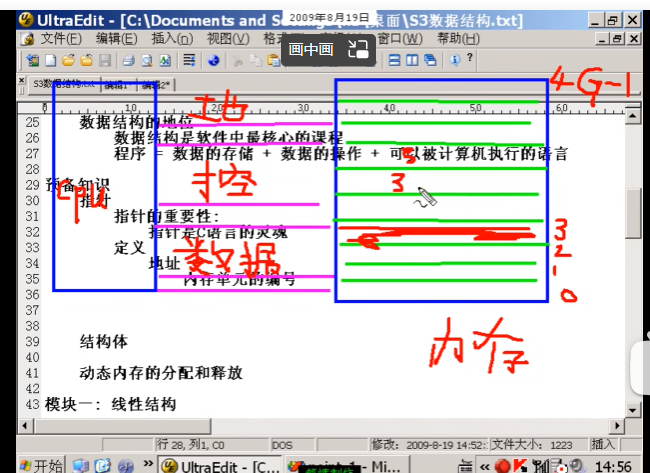 UltraEdit - [C:\Documents and Se
2009年8月19日
桌面\S3数据结构.txt]
文件(F) 编辑(E) 插入(n) 视图(V) 格
画中画
窗口(W) 帮助(H)
S3数据结构.txt 编辑1* 编辑2*
0 10 20 30 40 50 60
4G-1
地
25 数据结构的地位
26 数据结构是软件中最核心的课程
27 程序 = 数据的存储 + 数据的操作 + 可以被计算机执行的语言
28
3
29 预备知识
控
3
30 指针
cpu
31 指针的重要性:
32 指针是C语言的灵魂
3
33 定义
数据
2
34 地址
1
35 内存单元的编号
0
36
37
38
内存
39 结构体
40
41 动态内存的分配和释放
42
43 模块一: 线性结构
行 28, 列1, C0 DOS 修改: 2009-8-19 14:52: 文件大小: 1223 插入
开始 UltraEdit - [C... - Mi... 14:56